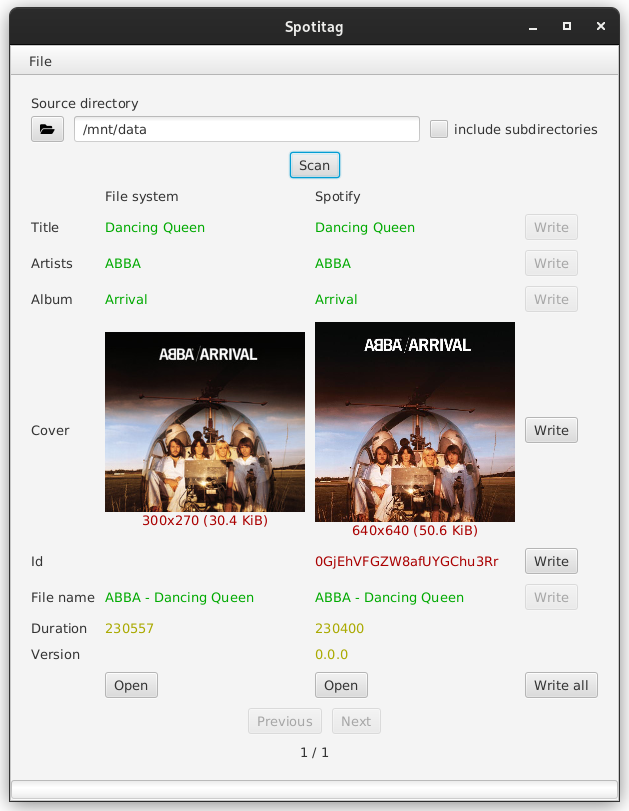 Spotitag
File
Source directory
/mnt/data
include subdirectories
Scan
File system Spotify
Title Dancing Queen Dancing Queen Write
Artists ABBA ABBA Write
Album Arrival Arrival Write
ABBA/ARRIVAL ABBA/ARRIVAL
Cover Write
300x270 (30.4 KiB) 640x640 (50.6 KiB)
Id 0GjEhVFGZW8afUYGChu3Rr Write
File name ABBA - Dancing Queen ABBA - Dancing Queen Write
Duration 230557 230400
Version 0.0.0
Open Open Write all
Previous Next
1 / 1